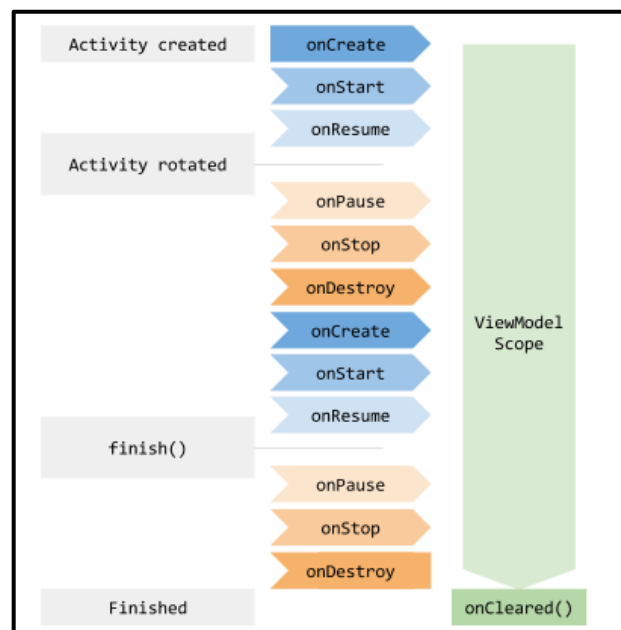 Activity created
onCreate
onStart
onResume
Activity rotated
onPause
onStop
onDestroy
onCreate
onStart
onResume
ViewModel
Scope
finish()
onPause
onStop
onDestroy
Finished
onCleared()